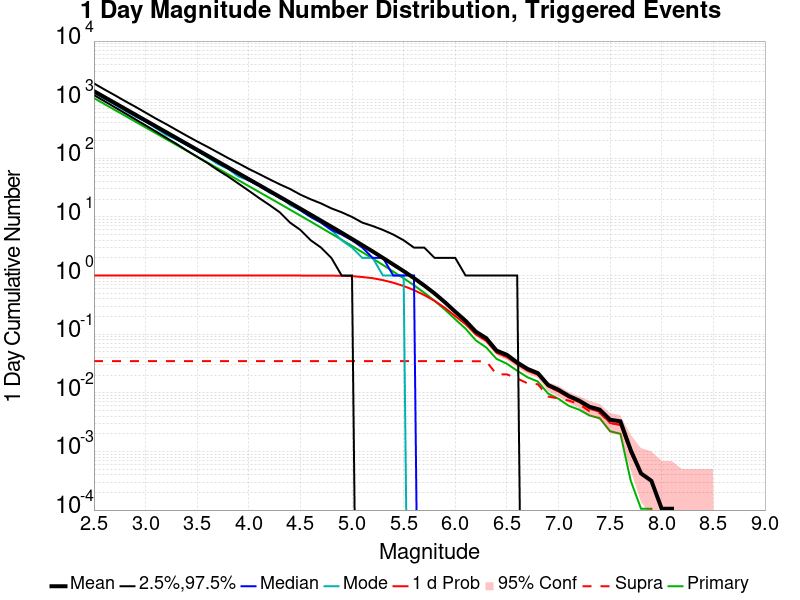 1 Day Magnitude Number Distribution, Triggered Events
1 Day Cumulative Number
10^4
10^3
10^2
10^1
10^0
10^-1
10^-2
10^-3
10^-4
2.5 3.0 3.5 4.0 4.5 5.0 5.5 6.0 6.5 7.0 7.5 8.0 8.5 9.0
Magnitude
Mean 2.5%,97.5% Median Mode 1 d Prob 95% Conf Supra Primary